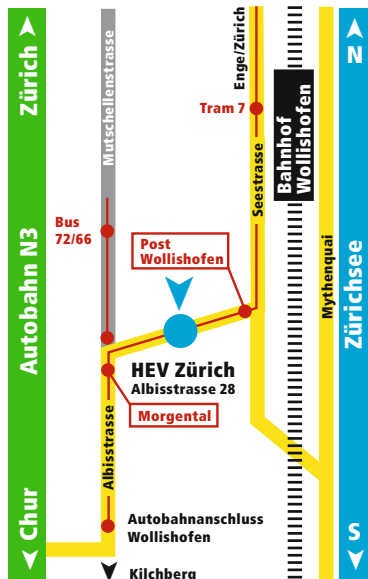 Zürich
Autobahn N3
Chur
Mutschellenstrasse
Enge/Zürich
Tram 7
Seestrasse
Bahnhof
Wollishofen
N
Zürichsee
S
Mythenquai
Bus
72/66
Post
Wollishofen
HEV Zürich
Albisstrasse 28
Morgental
Albisstrasse
Autobahnanschluss
Wollishofen
Kilchberg